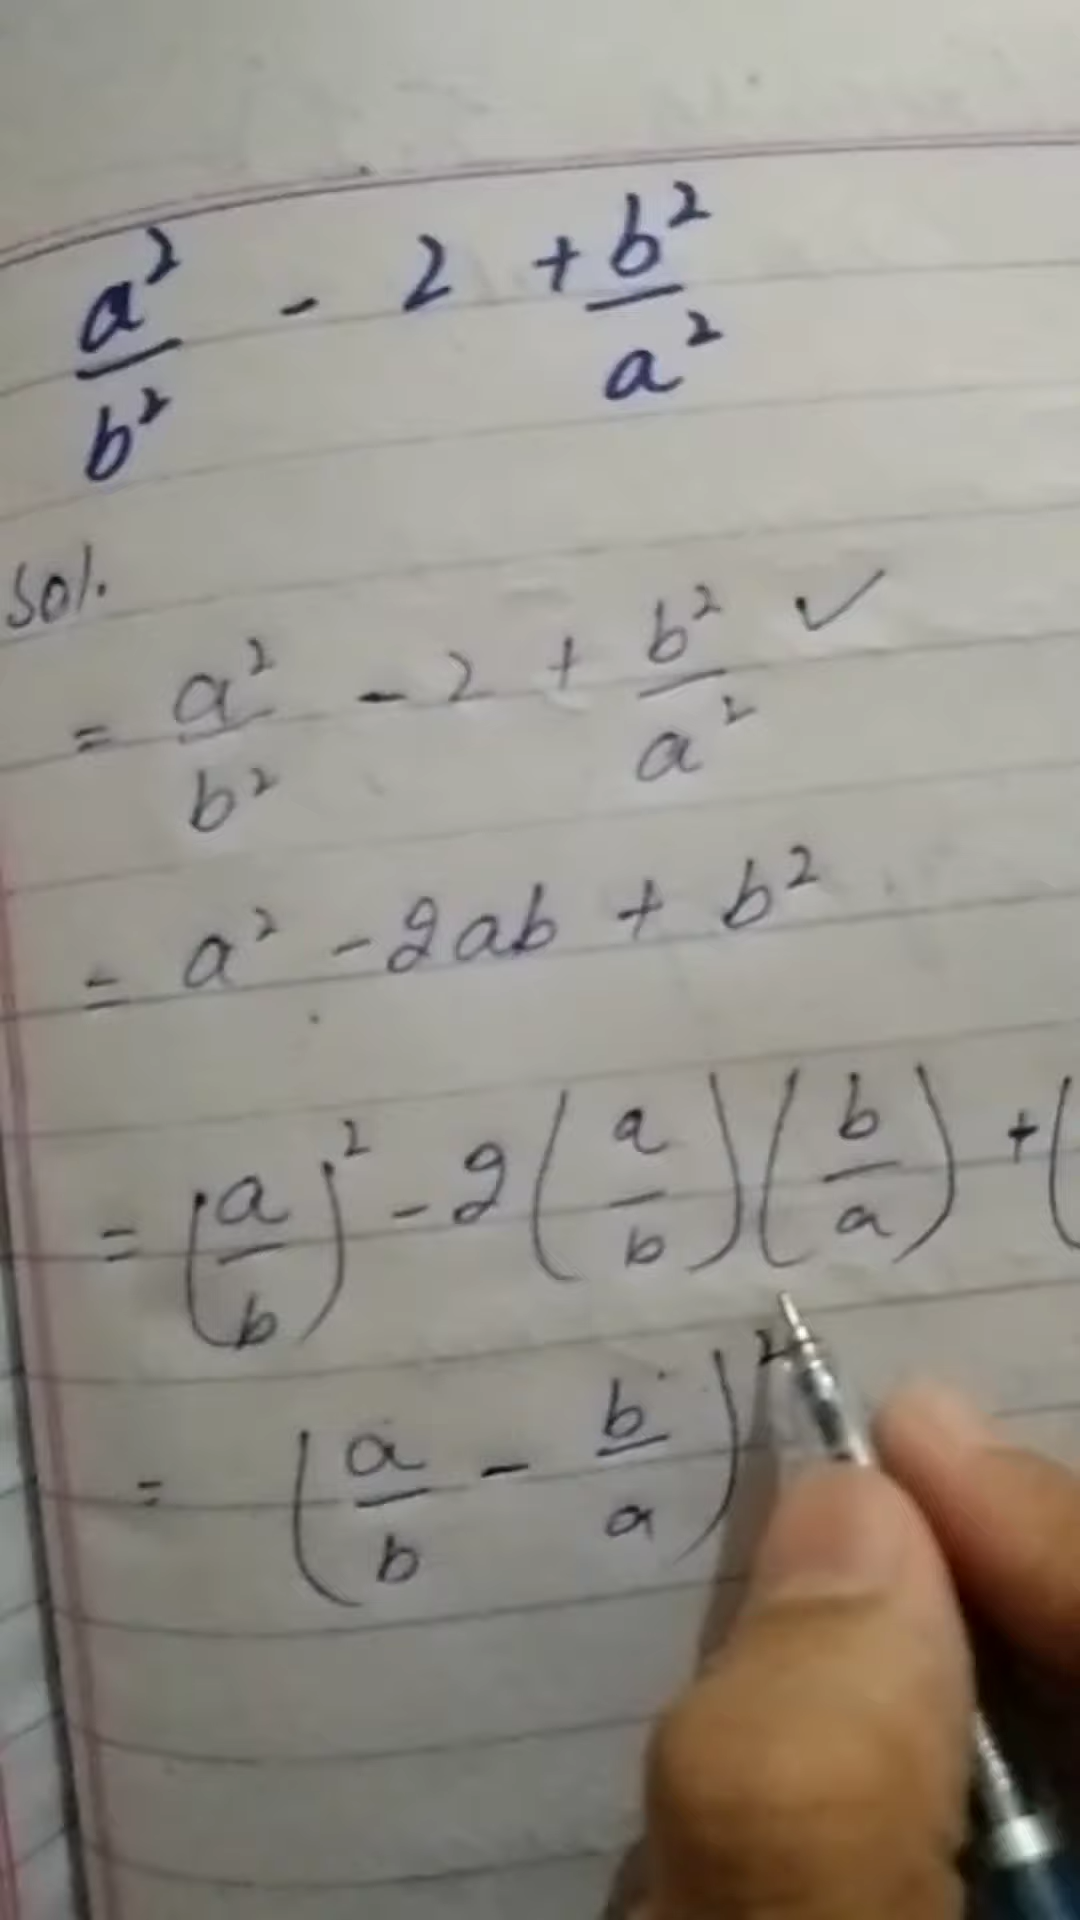 a²/b² - 2 + b²/a²
Sol.
= a²/b² - 2 + b²/a² ✓
= a² - 2ab + b²
= (a/b)² - 2(a/b)(b/a) + (
= (a/b - b/a)²